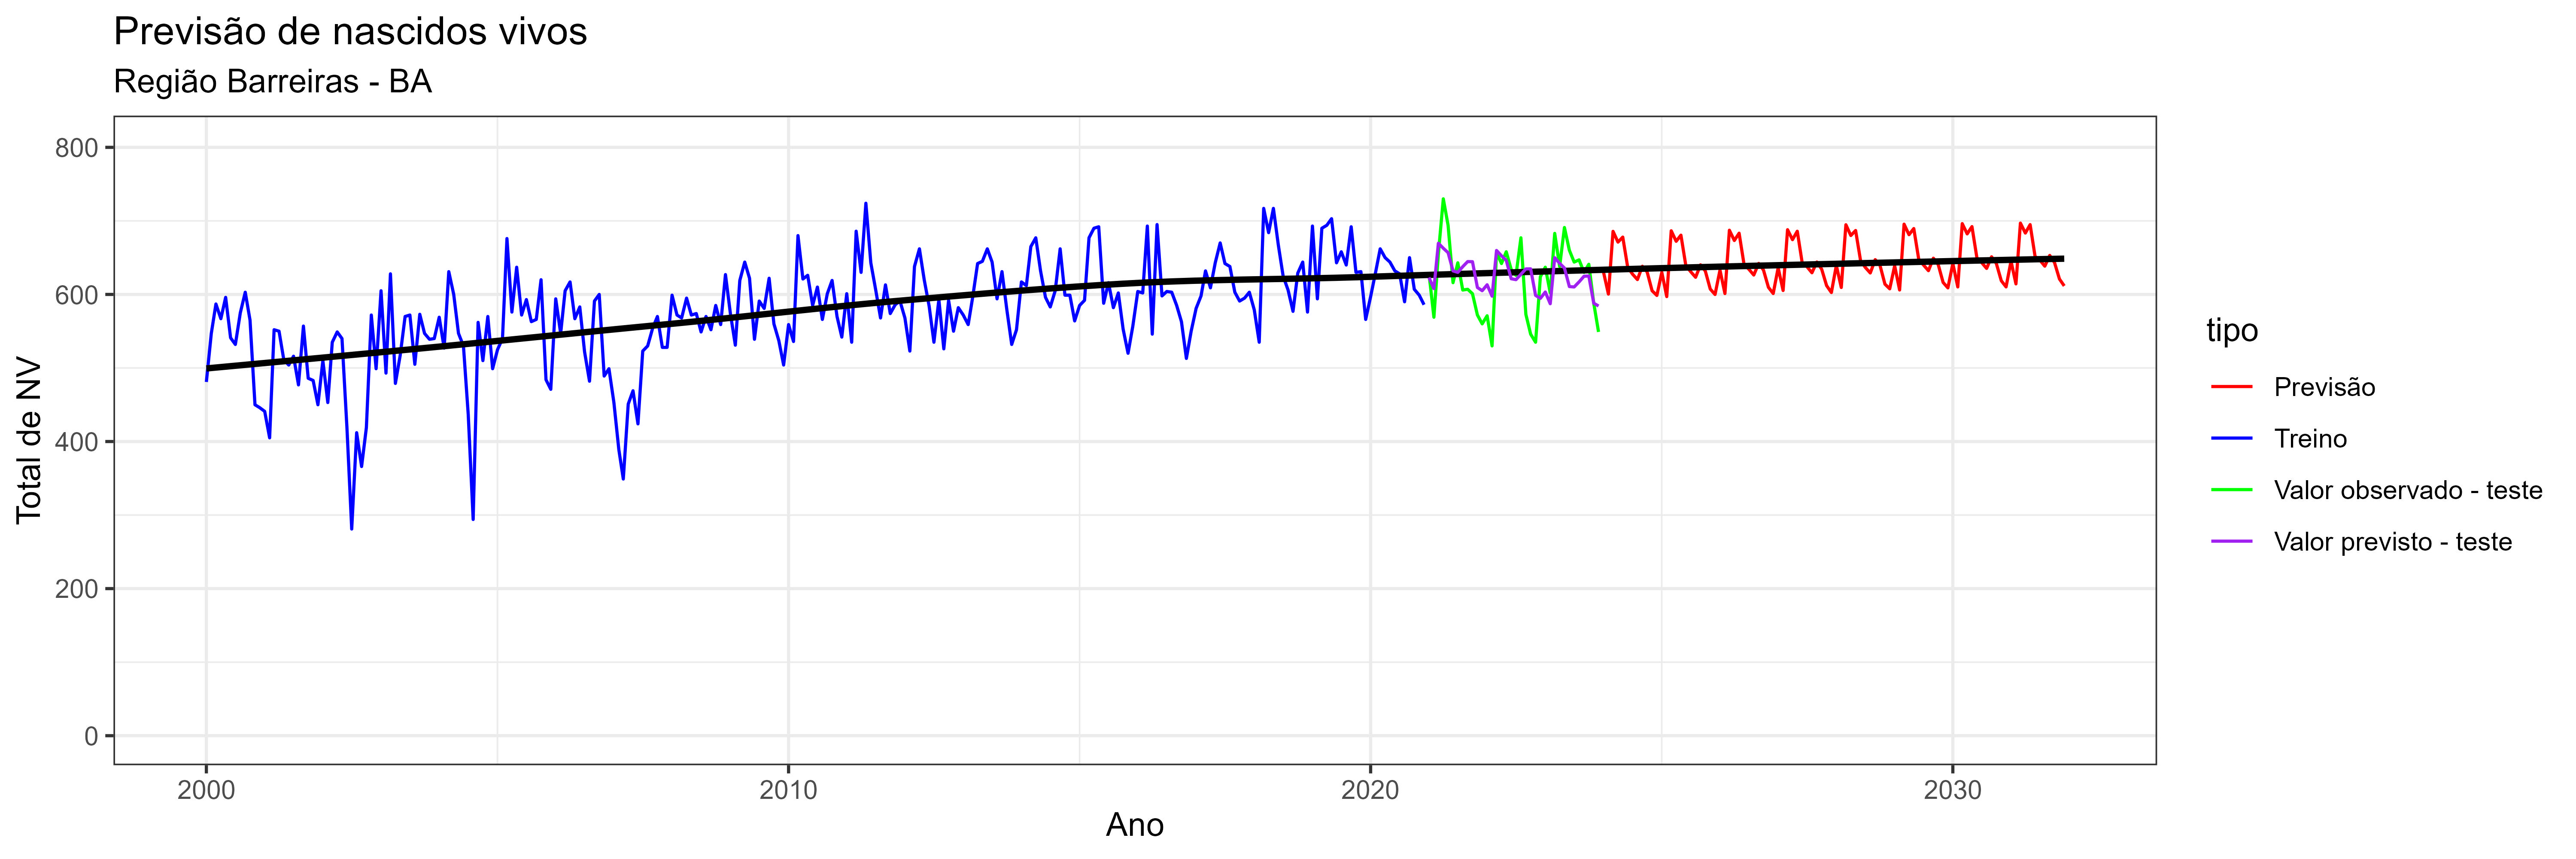 Previsão de nascidos vivos
Região Barreiras - BA
Total de NV
800
600
400
200
0
2000
2010
2020
2030
Ano
tipo
Previsão
Treino
Valor observado - teste
Valor previsto - teste